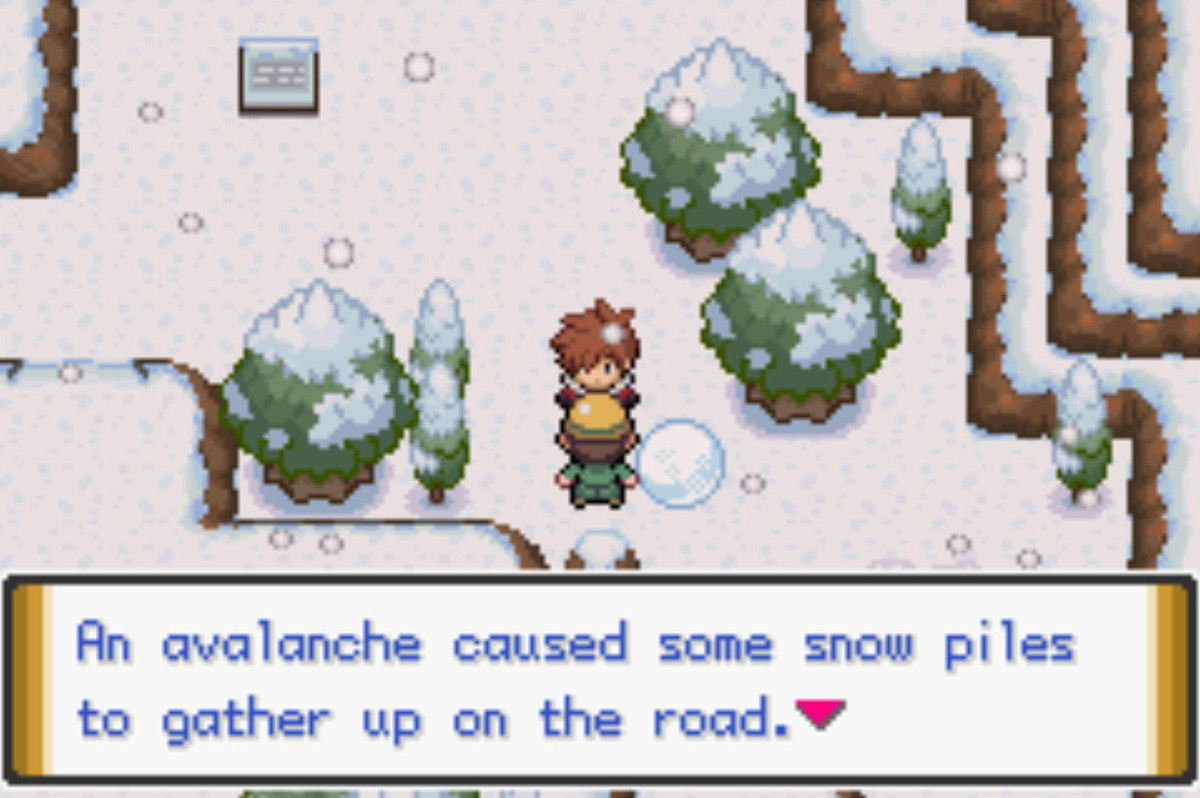 An avalanche caused some snow piles
to gather up on the road.